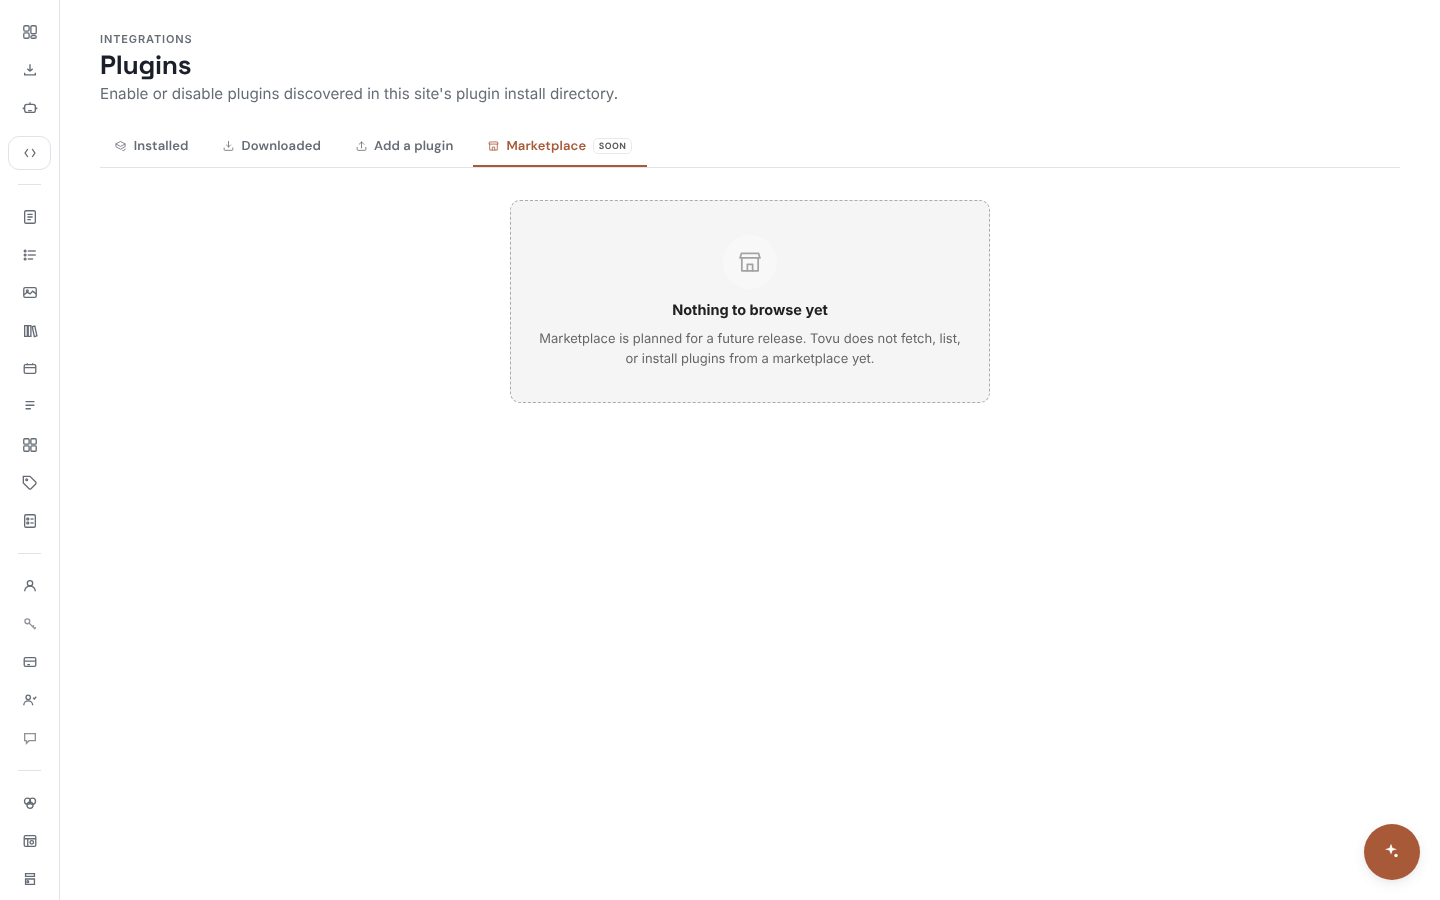 INTEGRATIONS
Plugins
Enable or disable plugins discovered in this site's plugin install directory.
Installed
Downloaded
Add a plugin
Marketplace
SOON
Nothing to browse yet
Marketplace is planned for a future release. Tovu does not fetch, list,
or install plugins from a marketplace yet.